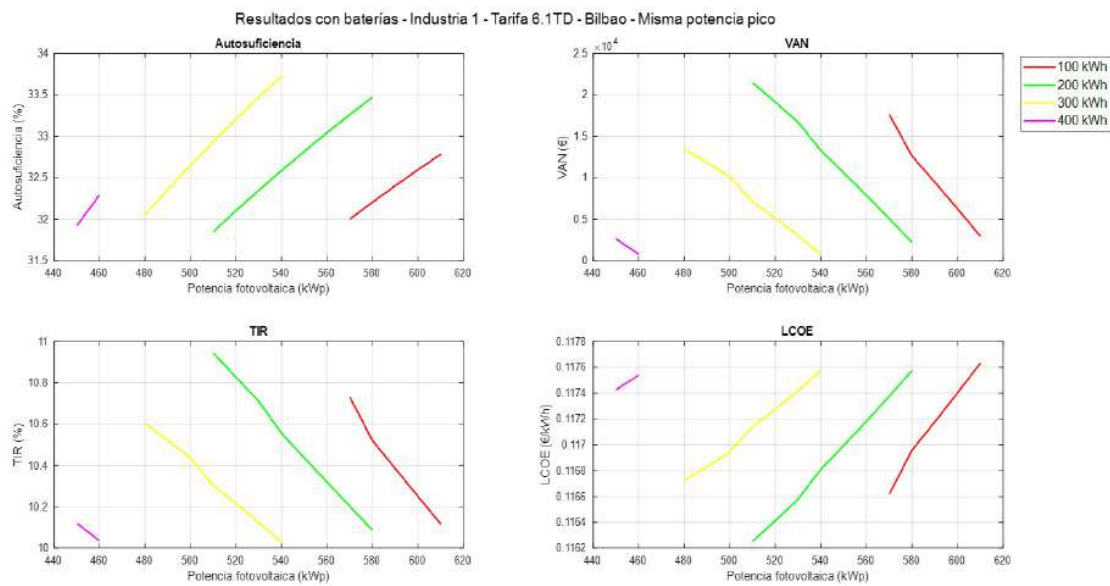 Resultados con baterías - Industria 1 - Tarifa 6.1TD - Bilbao - Misma potencia pico
Autosuficiencia
34
33.5
33
32.5
32
31.5
Autosuficiencia (%)
440 460 480 500 520 540 560 580 600 620
Potencia fotovoltaica (kWp)
VAN
×10⁴
2.5
2
1.5
1
0.5
0
VAN (€)
440 460 480 500 520 540 560 580 600 620
Potencia fotovoltaica (kWp)
100 kWh
200 kWh
300 kWh
400 kWh
TIR
11
10.8
10.6
10.4
10.2
10
TIR (%)
440 460 480 500 520 540 560 580 600 620
Potencia fotovoltaica (kWp)
LCOE
0.1178
0.1176
0.1174
0.1172
0.117
0.1168
0.1166
0.1164
0.1162
LCOE (€/kW/h)
440 460 480 500 520 540 560 580 600 620
Potencia fotovoltaica (kWp)